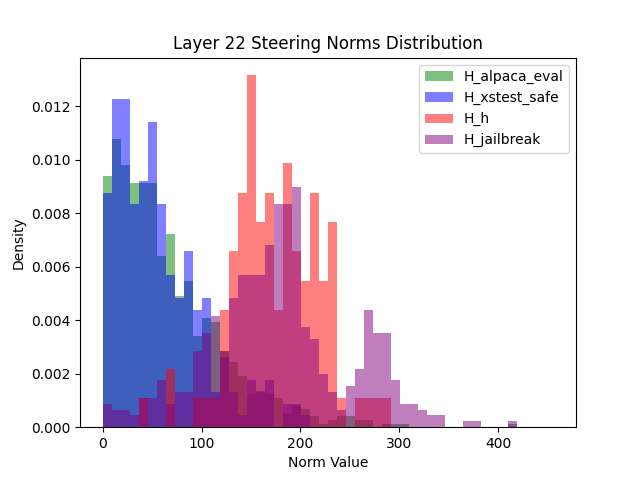 Layer 22 Steering Norms Distribution
H_alpaca_eval
H_xstest_safe
H_h
H_jailbreak
0.012
0.010
0.008
0.006
0.004
0.002
0.000
Density
0 100 200 300 400
Norm Value